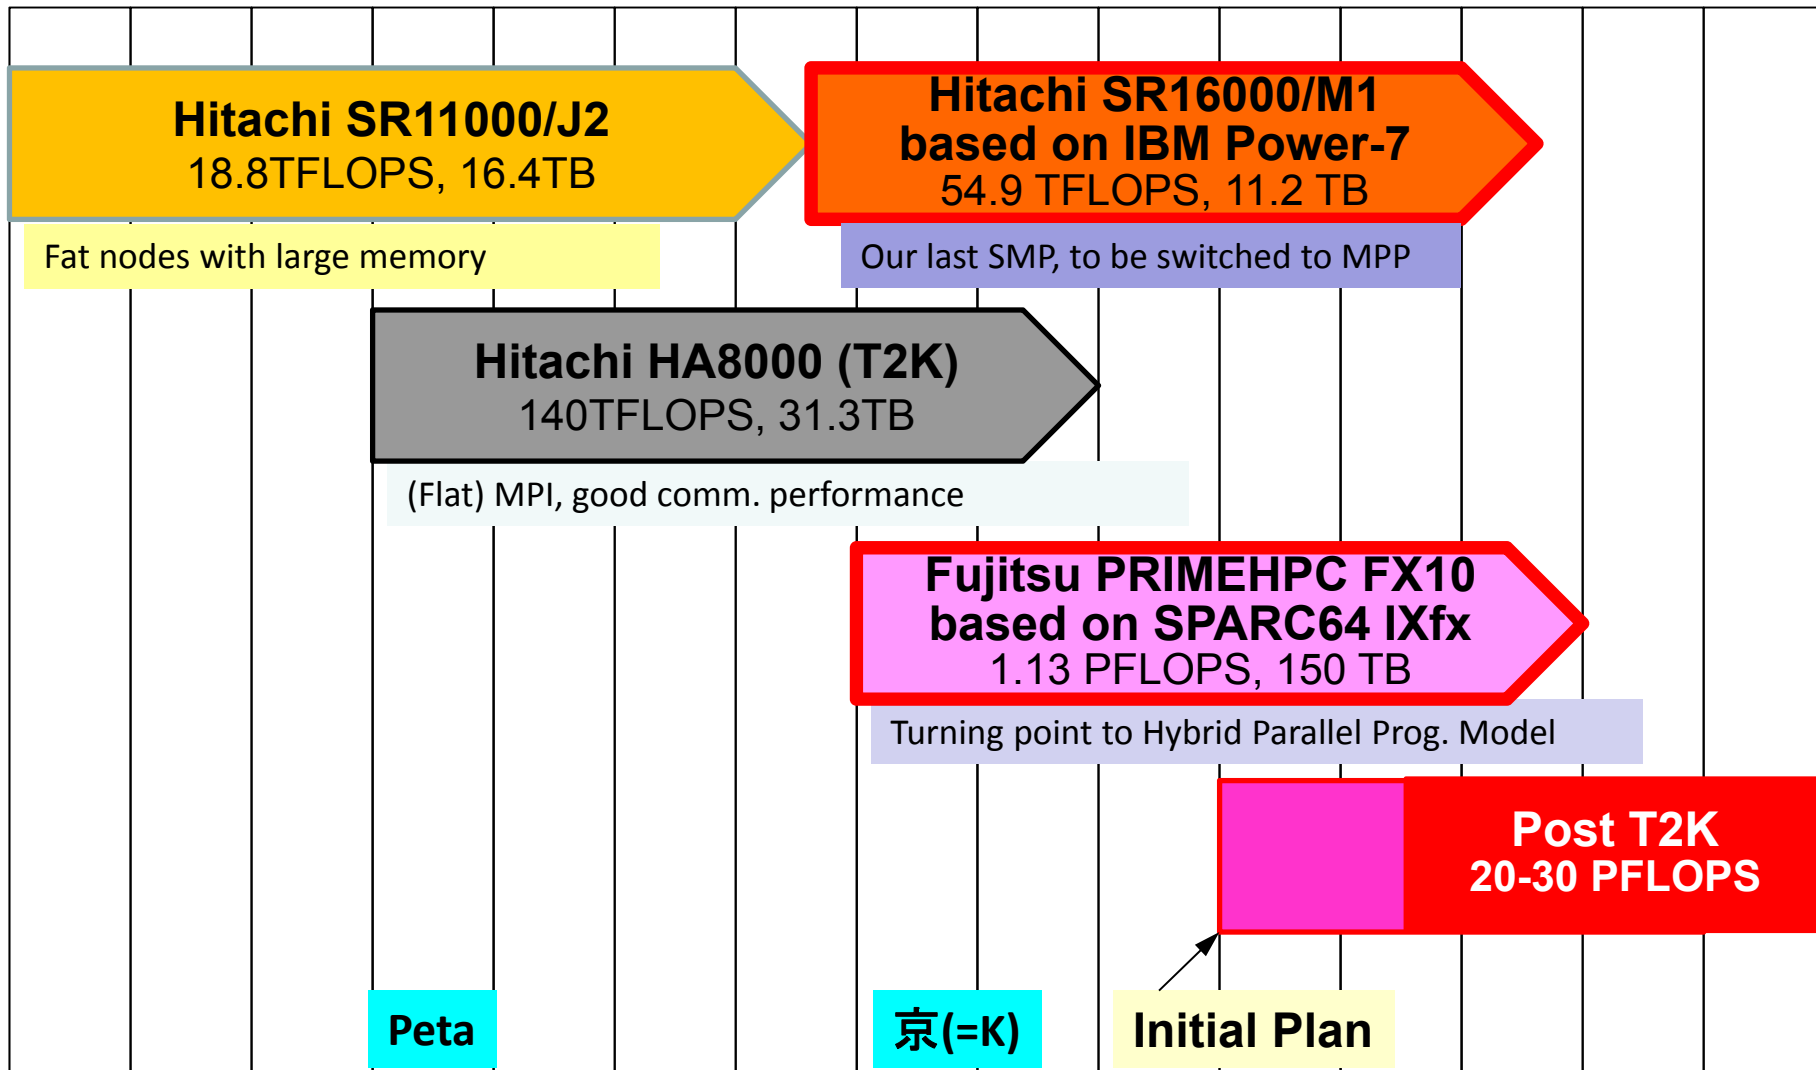 Hitachi SR11000/J2
18.8TFLOPS, 16.4TB
Fat nodes with large memory
Hitachi SR16000/M1
based on IBM Power-7
54.9 TFLOPS, 11.2 TB
Our last SMP, to be switched to MPP
Hitachi HA8000 (T2K)
140TFLOPS, 31.3TB
(Flat) MPI, good comm. performance
Fujitsu PRIMEHPC FX10
based on SPARC64 IXfx
1.13 PFLOPS, 150 TB
Turning point to Hybrid Parallel Prog. Model
Post T2K
20-30 PFLOPS
Peta
京(=K)
Initial Plan